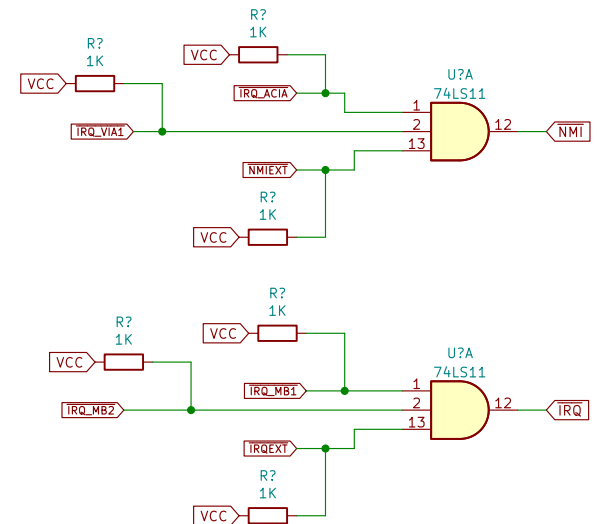 R?
1K
VCC
R?
1K
VCC
IRQ_ACIA
IRQ_VIA1
NMIEXT
R?
1K
VCC
U?A
74LS11
1
2
13
12
NMI
R?
1K
VCC
R?
1K
VCC
IRQ_MB1
IRQ_MB2
IRQEXT
R?
1K
VCC
U?A
74LS11
1
2
13
12
IRQ